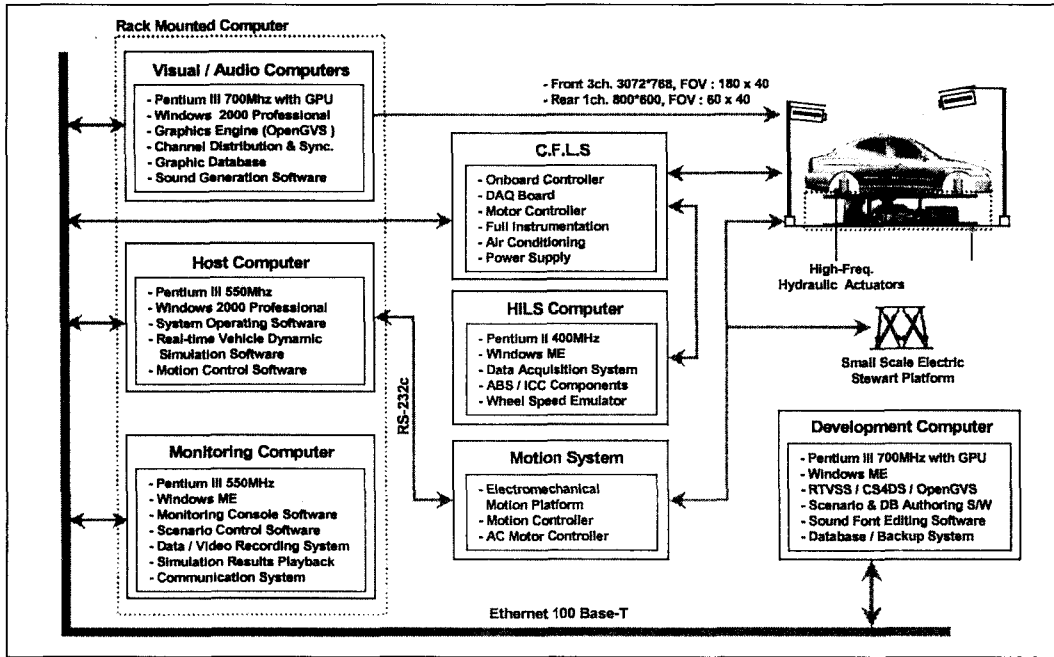 Rack Mounted Computer
Visual / Audio Computers
- Pentium III 700Mhz with GPU
- Windows 2000 Professional
- Graphics Engine (OpenGVS )
- Channel Distribution & Sync.
- Graphic Database
- Sound Generation Software
Host Computer
- Pentium III 550Mhz
- Windows 2000 Professional
- System Operating Software
- Real-time Vehicle Dynamic
Simulation Software
- Motion Control Software
Monitoring Computer
- Pentium III 550MHz
- Windows ME
- Monitoring Console Software
- Scenario Control Software
- Data / Video Recording System
- Simulation Results Playback
- Communication System
- Front 3ch. 3072*768, FOV : 180 x 40
- Rear 1ch. 800*600, FOV : 60 x 40
C.F.L.S
- Onboard Controller
- DAQ Board
- Motor Controller
- Full Instrumentation
- Air Conditioning
- Power Supply
HILS Computer
- Pentium II 400MHz
- Windows ME
- Data Acquisition System
- ABS / ICC Components
- Wheel Speed Emulator
RS-232c
Motion System
- Electromechanical
Motion Platform
- Motion Controller
- AC Motor Controller
High-Freq.
Hydraulic Actuators
Small Scale Electric
Stewart Platform
Development Computer
- Pentium III 700MHz with GPU
- Windows ME
- RTVSS / CS4DS / OpenGVS
- Scenario & DB Authoring S/W
- Sound Font Editing Software
- Database / Backup System
Ethernet 100 Base-T